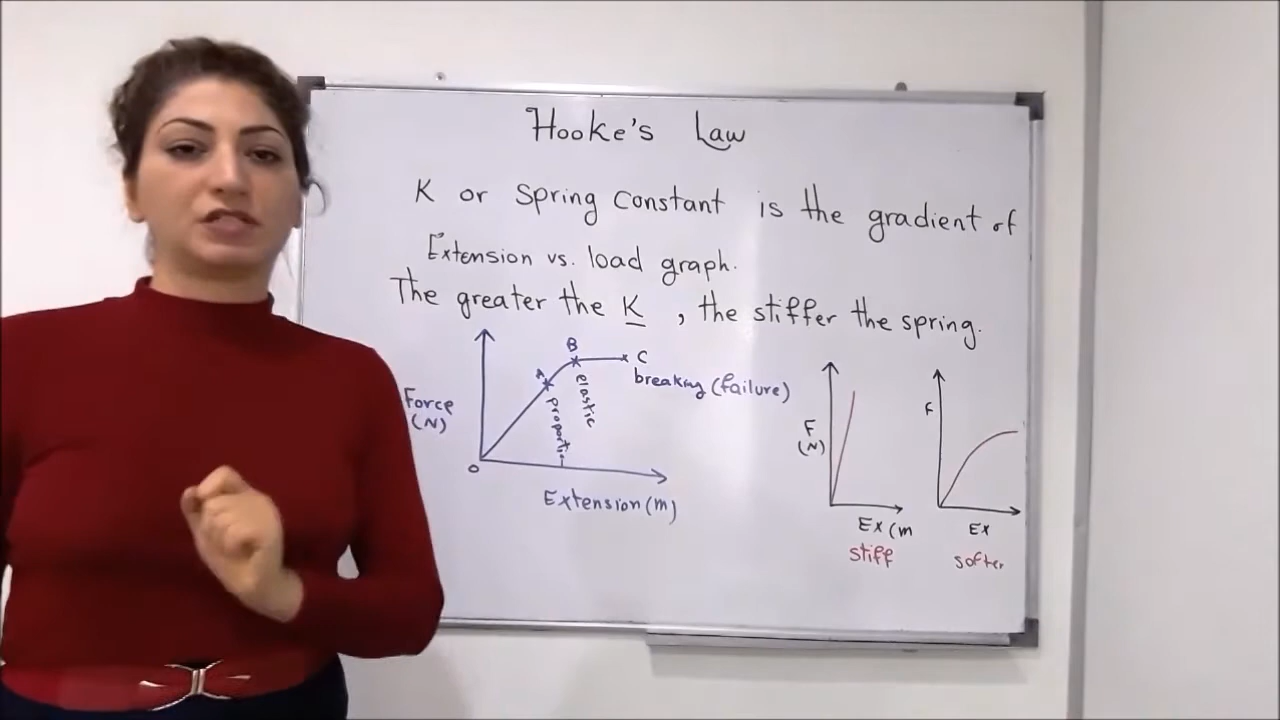 Hooke's Law
K or spring constant is the gradient of
Extension vs. load graph.
The greater the K, the stiffer the spring.
Force
(N)
O
A
proporti
B
elastic
C
breaking (failure)
Extension (m)
F
(N)
Ex (m
stiff
F
Ex
softer